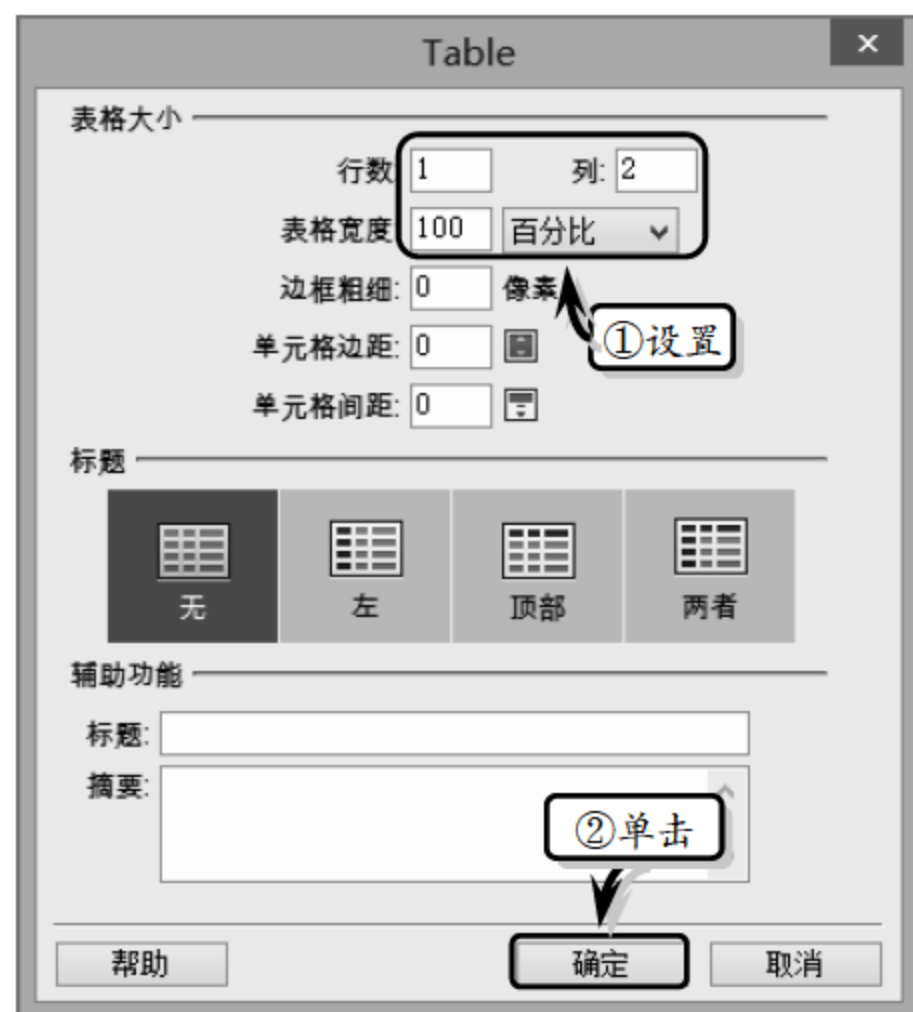 Table
表格大小
行数 1 列: 2
表格宽度 100 百分比
边框粗细: 0 像素
①设置
单元格边距: 0
单元格间距: 0
标题
无 左 顶部 两者
辅助功能
标题:
摘要:
②单击
帮助 确定 取消